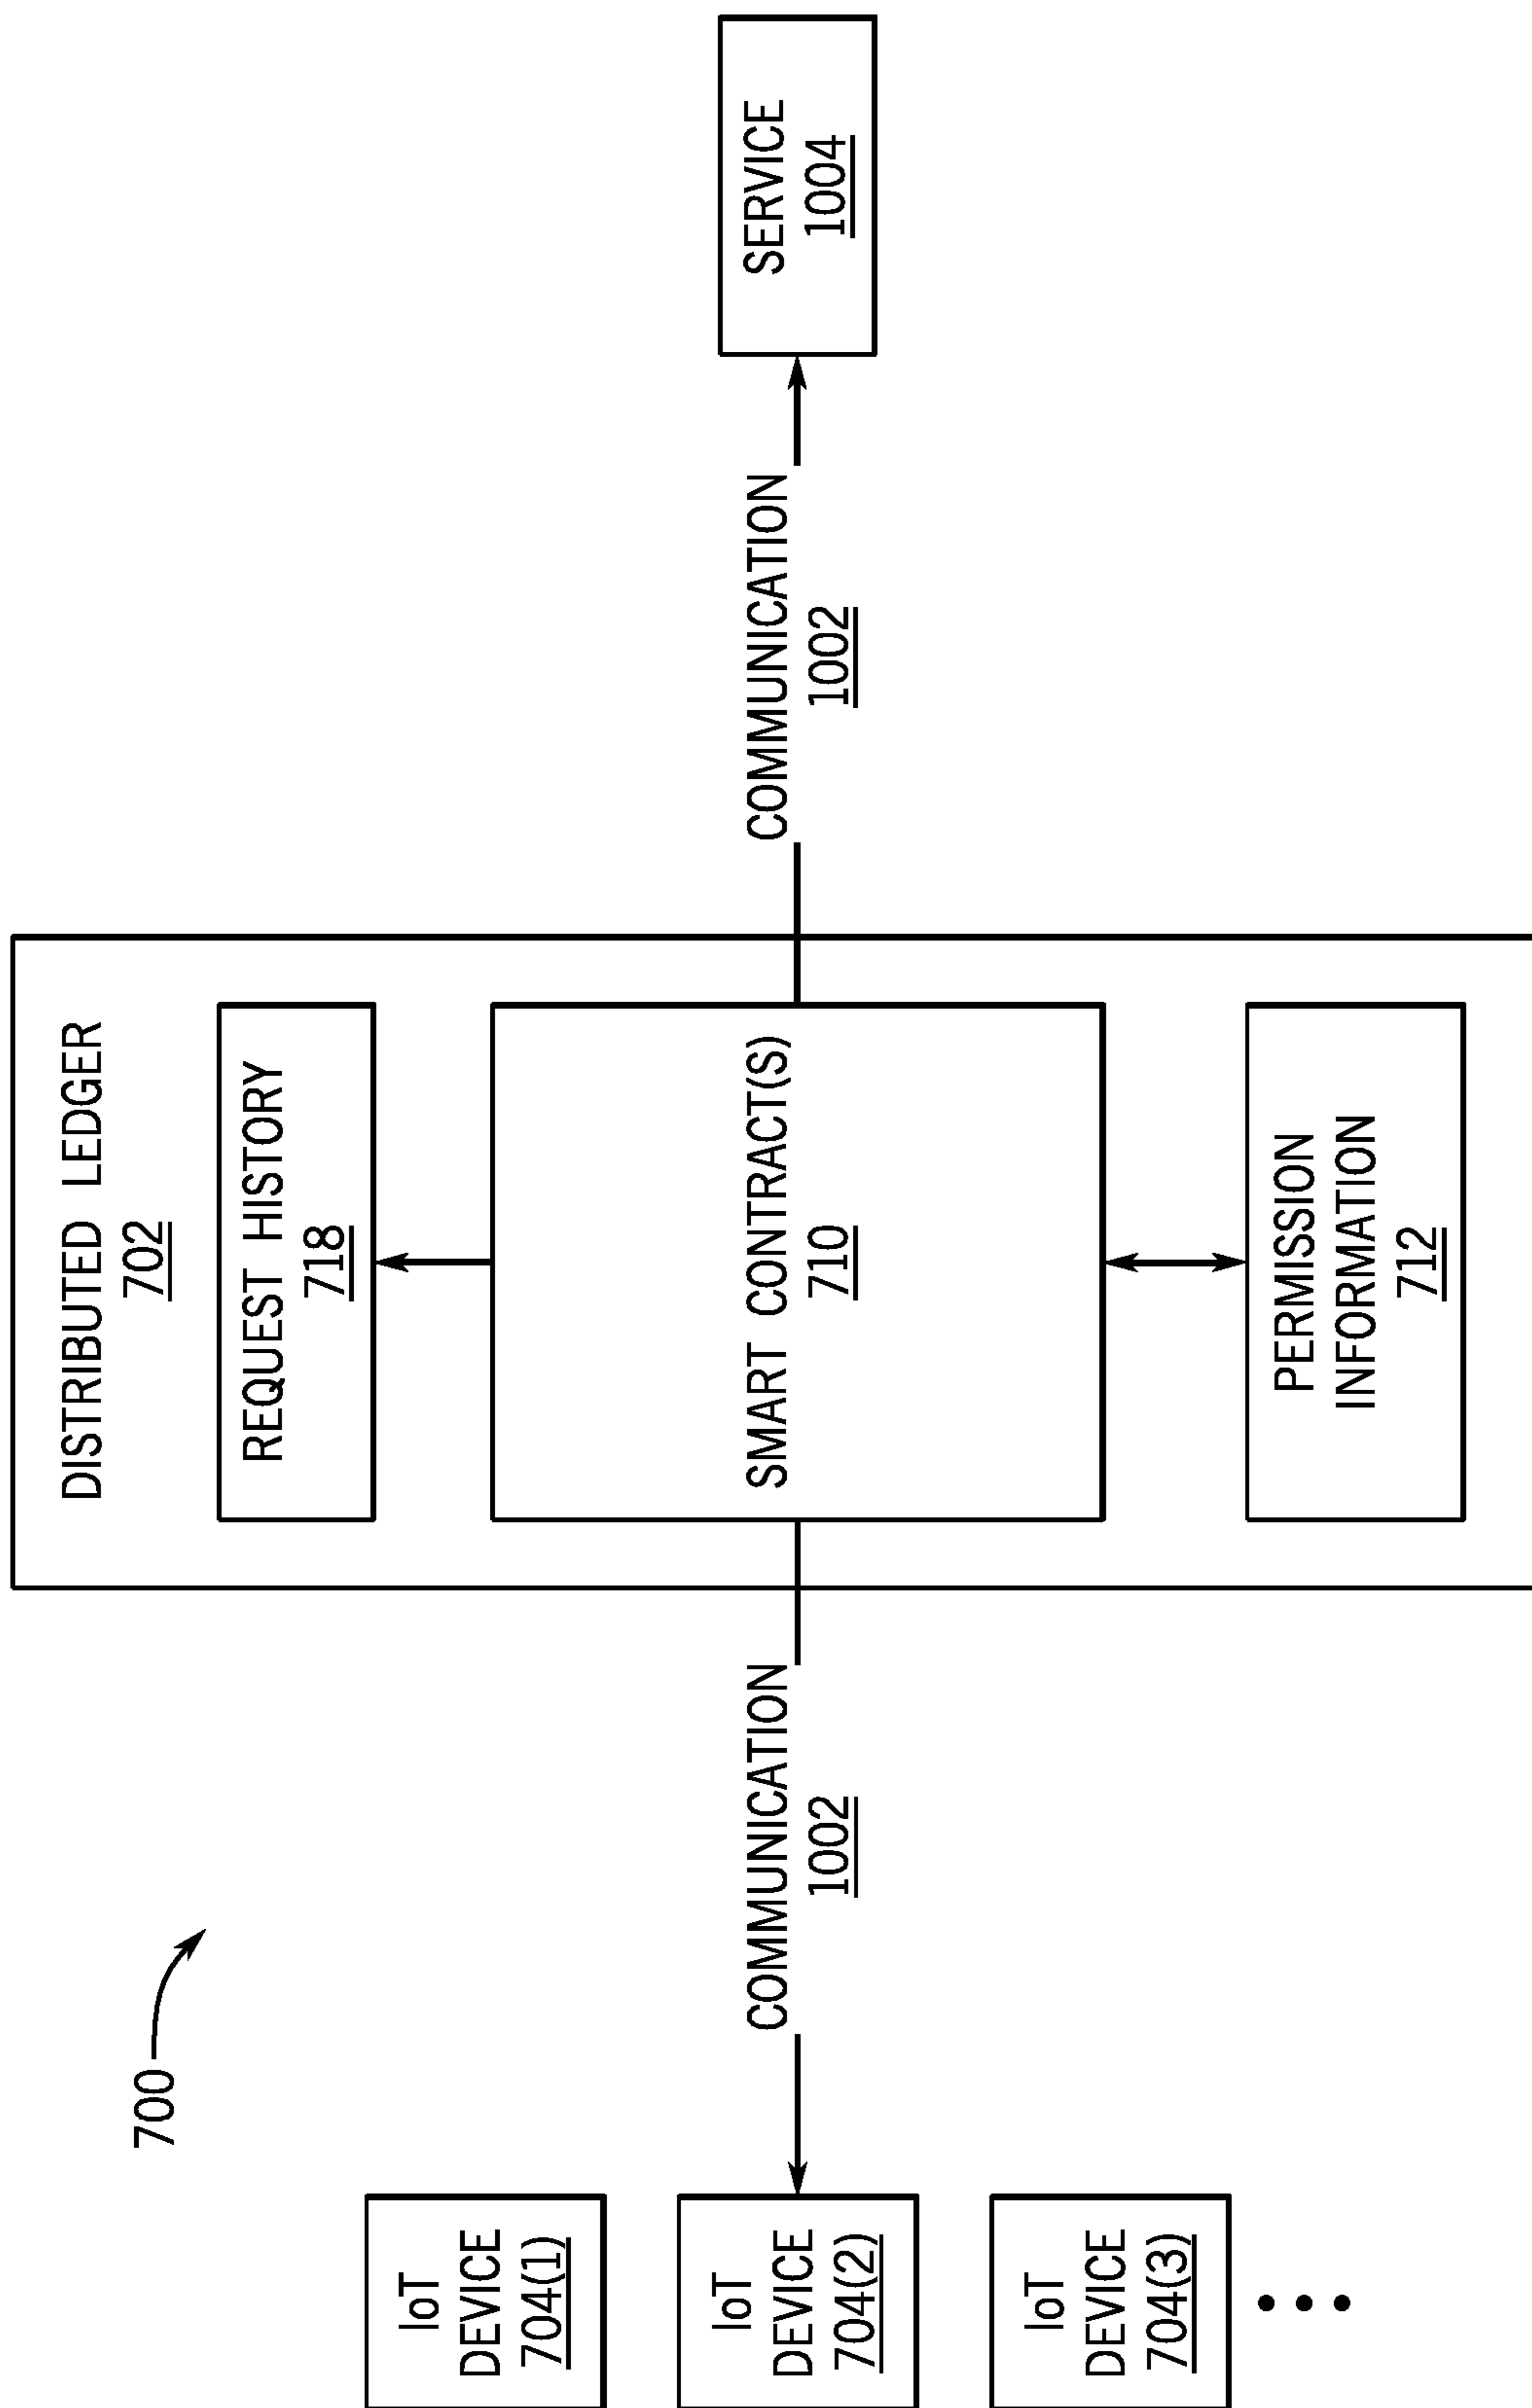 700
IoT
DEVICE
704(1)
IoT
DEVICE
704(2)
IoT
DEVICE
704(3)
COMMUNICATION
1002
DISTRIBUTED LEDGER
702
REQUEST HISTORY
718
SMART CONTRACT(S)
710
PERMISSION
INFORMATION
712
COMMUNICATION
1002
SERVICE
1004